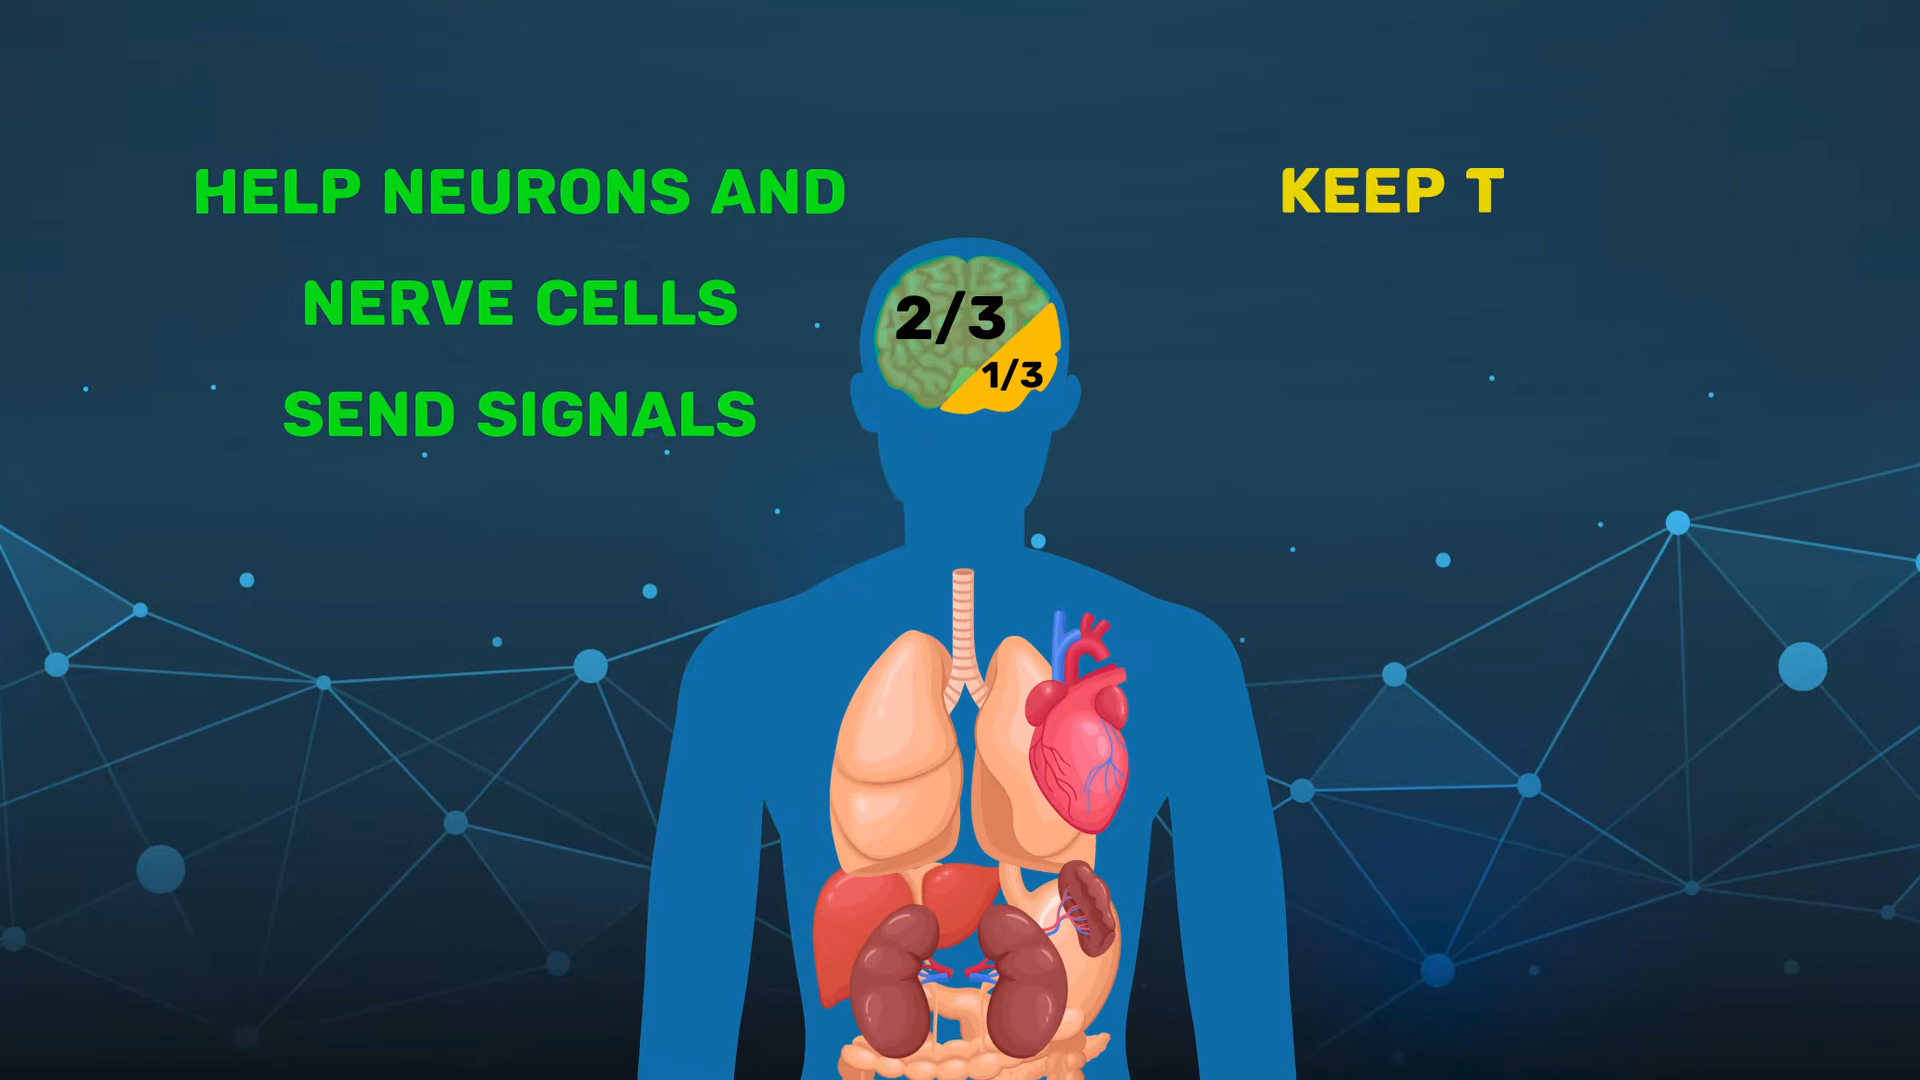 HELP NEURONS AND
NERVE CELLS
SEND SIGNALS
KEEP T
2/3
1/3